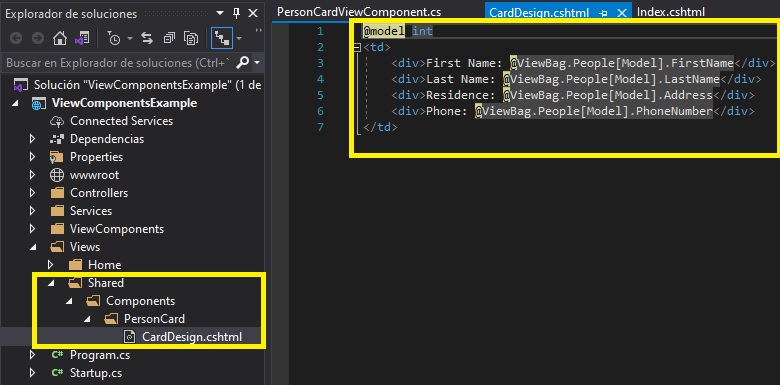 Explorador de soluciones
Buscar en Explorador de soluciones (Ctrl+
Solución "ViewComponentsExample" (1 de
ViewComponentsExample
Connected Services
Dependencias
Properties
wwwroot
Controllers
Services
ViewComponents
Views
Home
Shared
Components
PersonCard
CardDesign.cshtml
C# Program.cs
C# Startup.cs
PersonCardViewComponent.cs CardDesign.cshtml Index.cshtml
1 @model int
2 <td>
3 <div>First Name: @ViewBag.People[Model].FirstName</div>
4 <div>Last Name: @ViewBag.People[Model].LastName</div>
5 <div>Residence: @ViewBag.People[Model].Address</div>
6 <div>Phone: @ViewBag.People[Model].PhoneNumber</div>
7 </td>